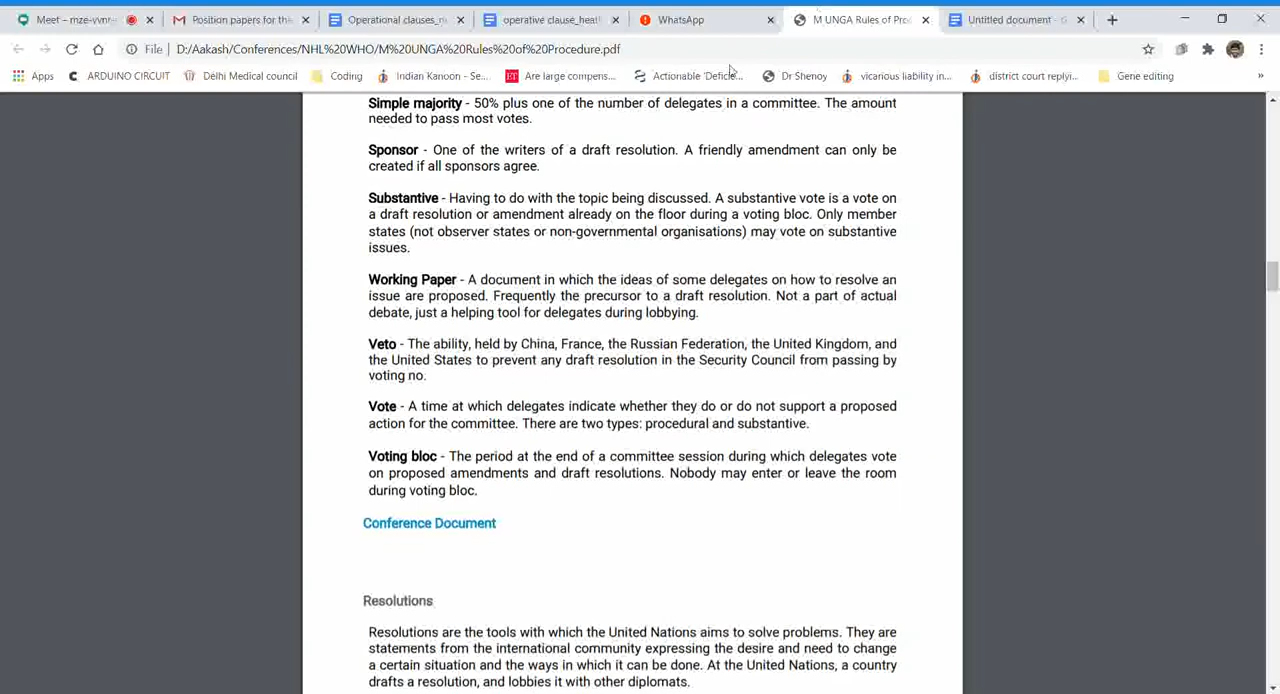 Meet – mze-vvnr-
Position papers for the
Operational clauses_n
operative clause_healt
WhatsApp
M UNGA Rules of Proc
Untitled document - G
File | D:/Aakash/Conferences/NHL%20WHO/M%20UNGA%20Rules%20of%20Procedure.pdf
Apps
ARDUINO CIRCUIT
Delhi Medical council
Coding
Indian Kanoon - Se...
ET
Are large compens...
Actionable 'Deficie...
Dr Shenoy
vicarious liability in...
district court replyi...
Gene editing
»
Simple majority - 50% plus one of the number of delegates in a committee. The amount
needed to pass most votes.
Sponsor - One of the writers of a draft resolution. A friendly amendment can only be
created if all sponsors agree.
Substantive - Having to do with the topic being discussed. A substantive vote is a vote on
a draft resolution or amendment already on the floor during a voting bloc. Only member
states (not observer states or non-governmental organisations) may vote on substantive
issues.
Working Paper - A document in which the ideas of some delegates on how to resolve an
issue are proposed. Frequently the precursor to a draft resolution. Not a part of actual
debate, just a helping tool for delegates during lobbying.
Veto - The ability, held by China, France, the Russian Federation, the United Kingdom, and
the United States to prevent any draft resolution in the Security Council from passing by
voting no.
Vote - A time at which delegates indicate whether they do or do not support a proposed
action for the committee. There are two types: procedural and substantive.
Voting bloc - The period at the end of a committee session during which delegates vote
on proposed amendments and draft resolutions. Nobody may enter or leave the room
during voting bloc.
Conference Document
Resolutions
Resolutions are the tools with which the United Nations aims to solve problems. They are
statements from the international community expressing the desire and need to change
a certain situation and the ways in which it can be done. At the United Nations, a country
drafts a resolution, and lobbies it with other diplomats.